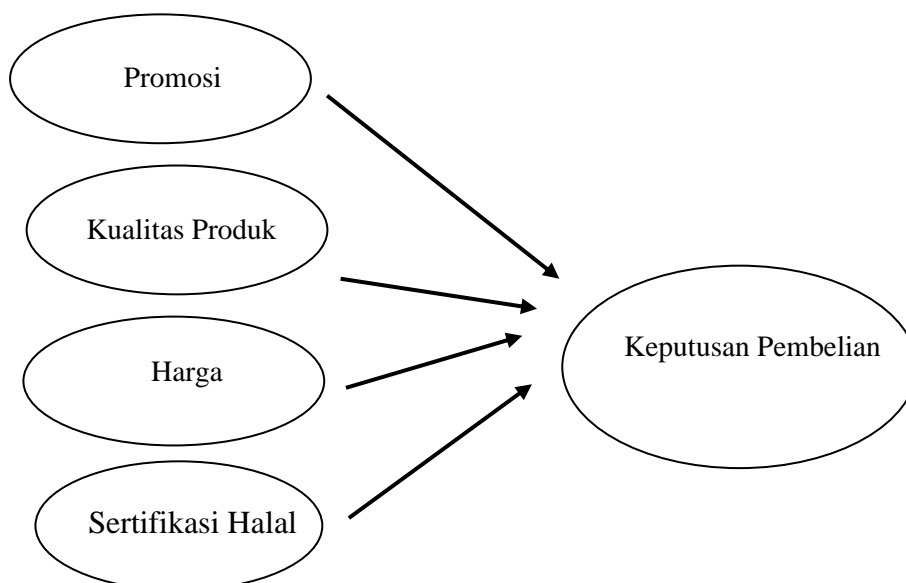 Promosi
Kualitas Produk
Harga
Sertifikasi Halal
Keputusan Pembelian